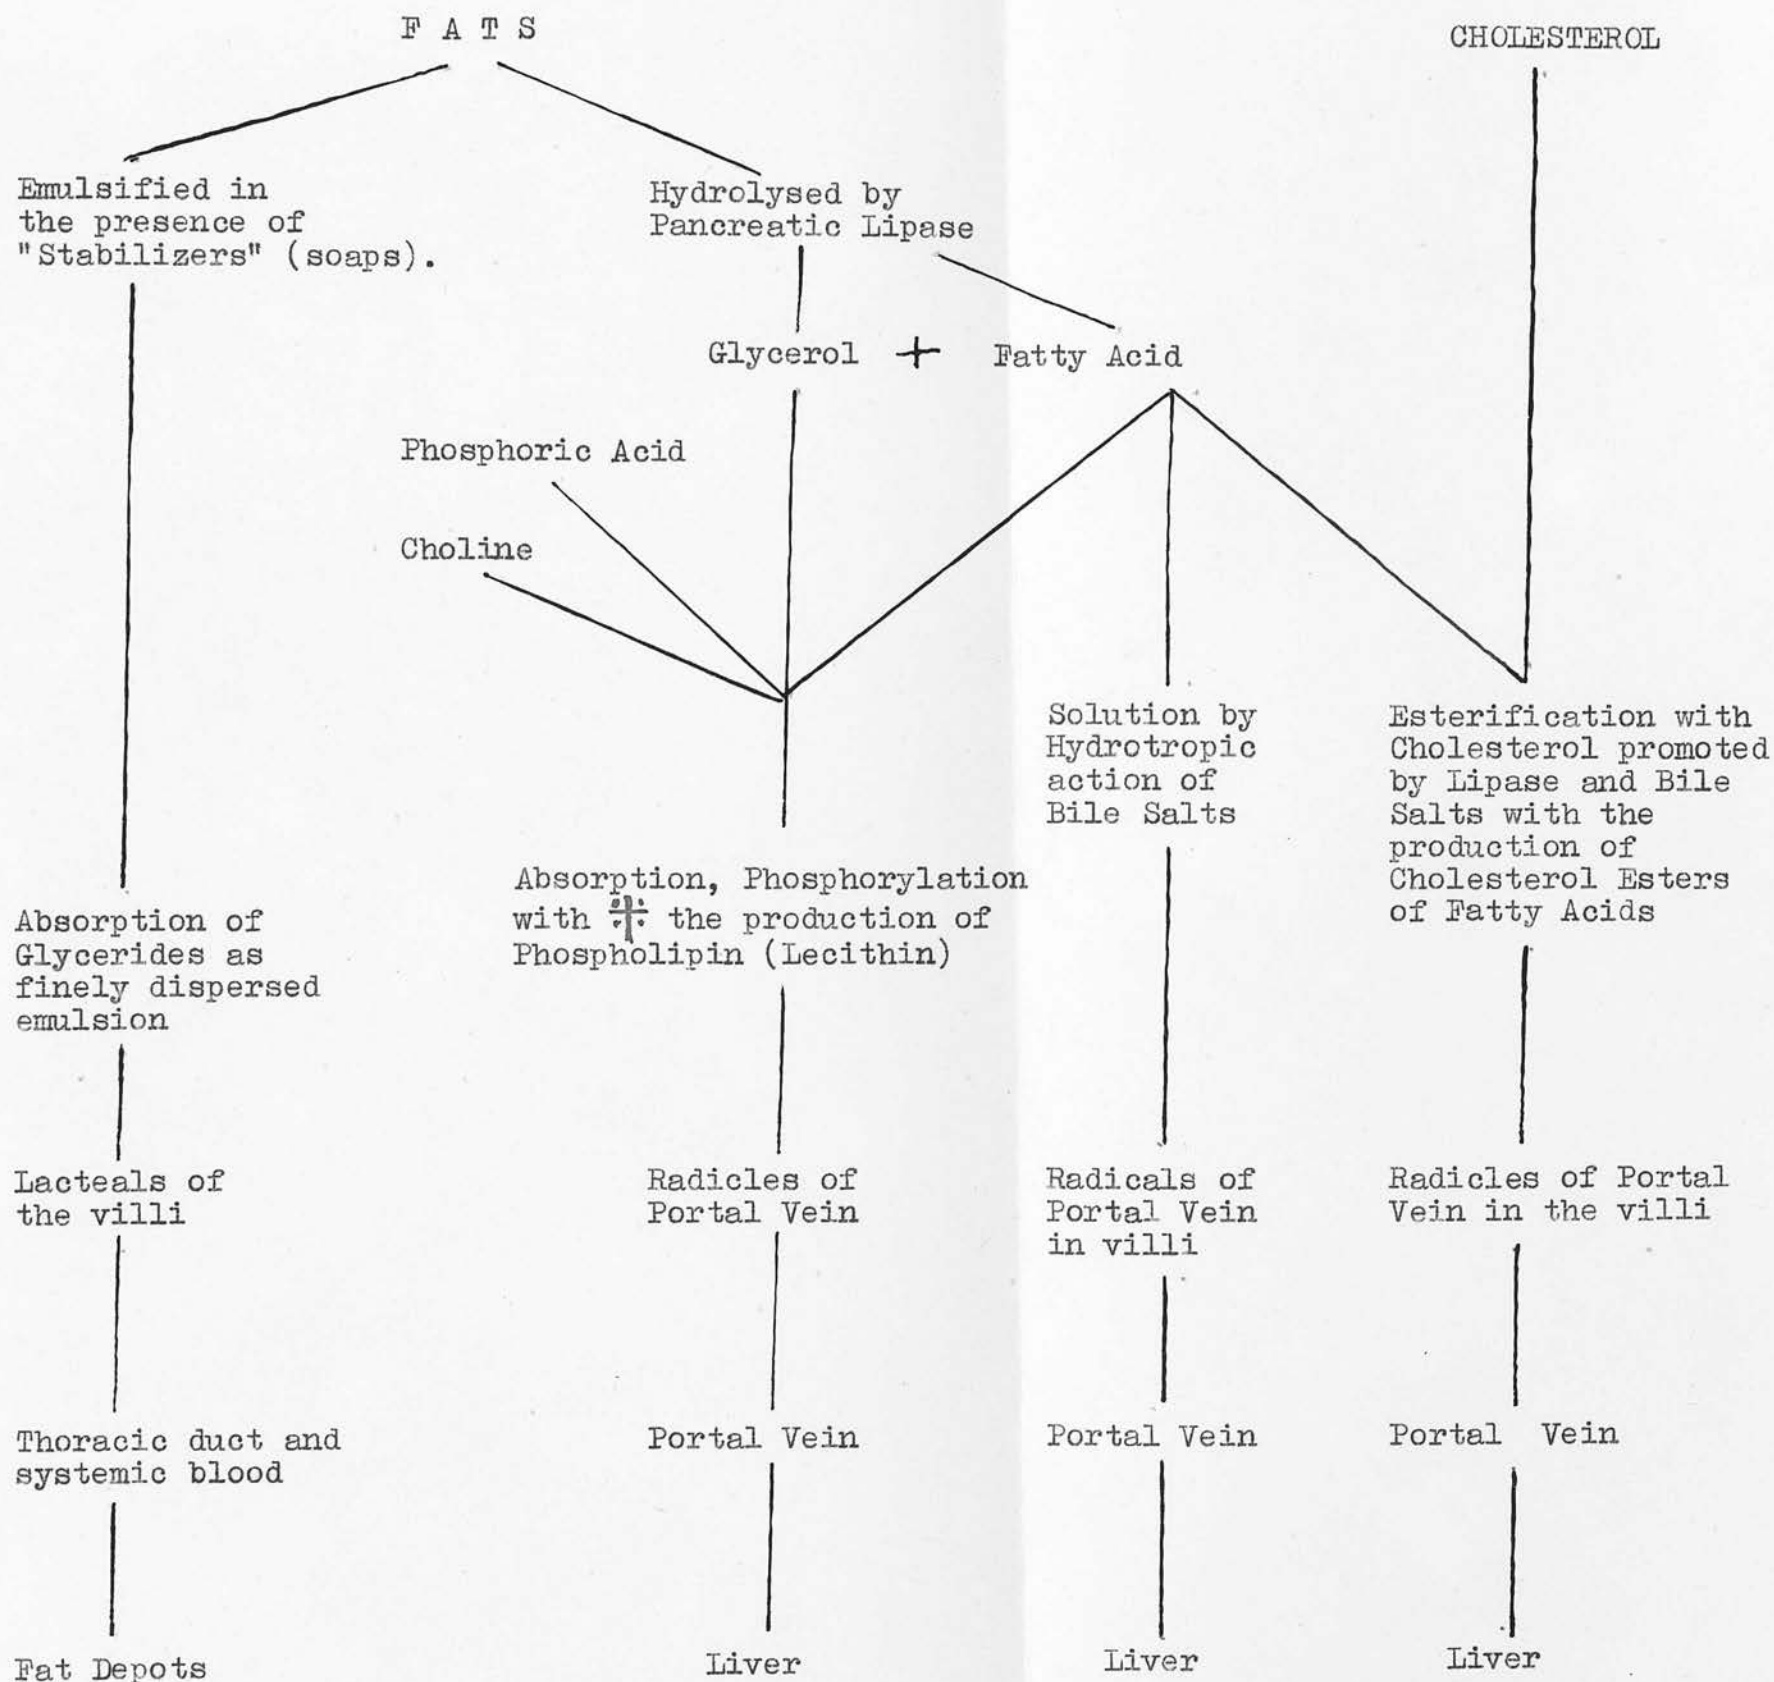 F A T S
CHOLESTEROL
Emulsified in
the presence of
"Stabilizers" (soaps).
Hydrolysed by
Pancreatic Lipase
Glycerol + Fatty Acid
Phosphoric Acid
Choline
Solution by
Hydrotropic
action of
Bile Salts
Esterification with
Cholesterol promoted
by Lipase and Bile
Salts with the
production of
Cholesterol Esters
of Fatty Acids
Absorption of
Glycerides as
finely dispersed
emulsion
Absorption, Phosphorylation
with the production of
Phospholipin (Lecithin)
Lacteals of
the villi
Radicles of
Portal Vein
Radicals of
Portal Vein
in villi
Radicles of Portal
Vein in the villi
Thoracic duct and
systemic blood
Portal Vein
Portal Vein
Portal Vein
Fat Depots
Liver
Liver
Liver